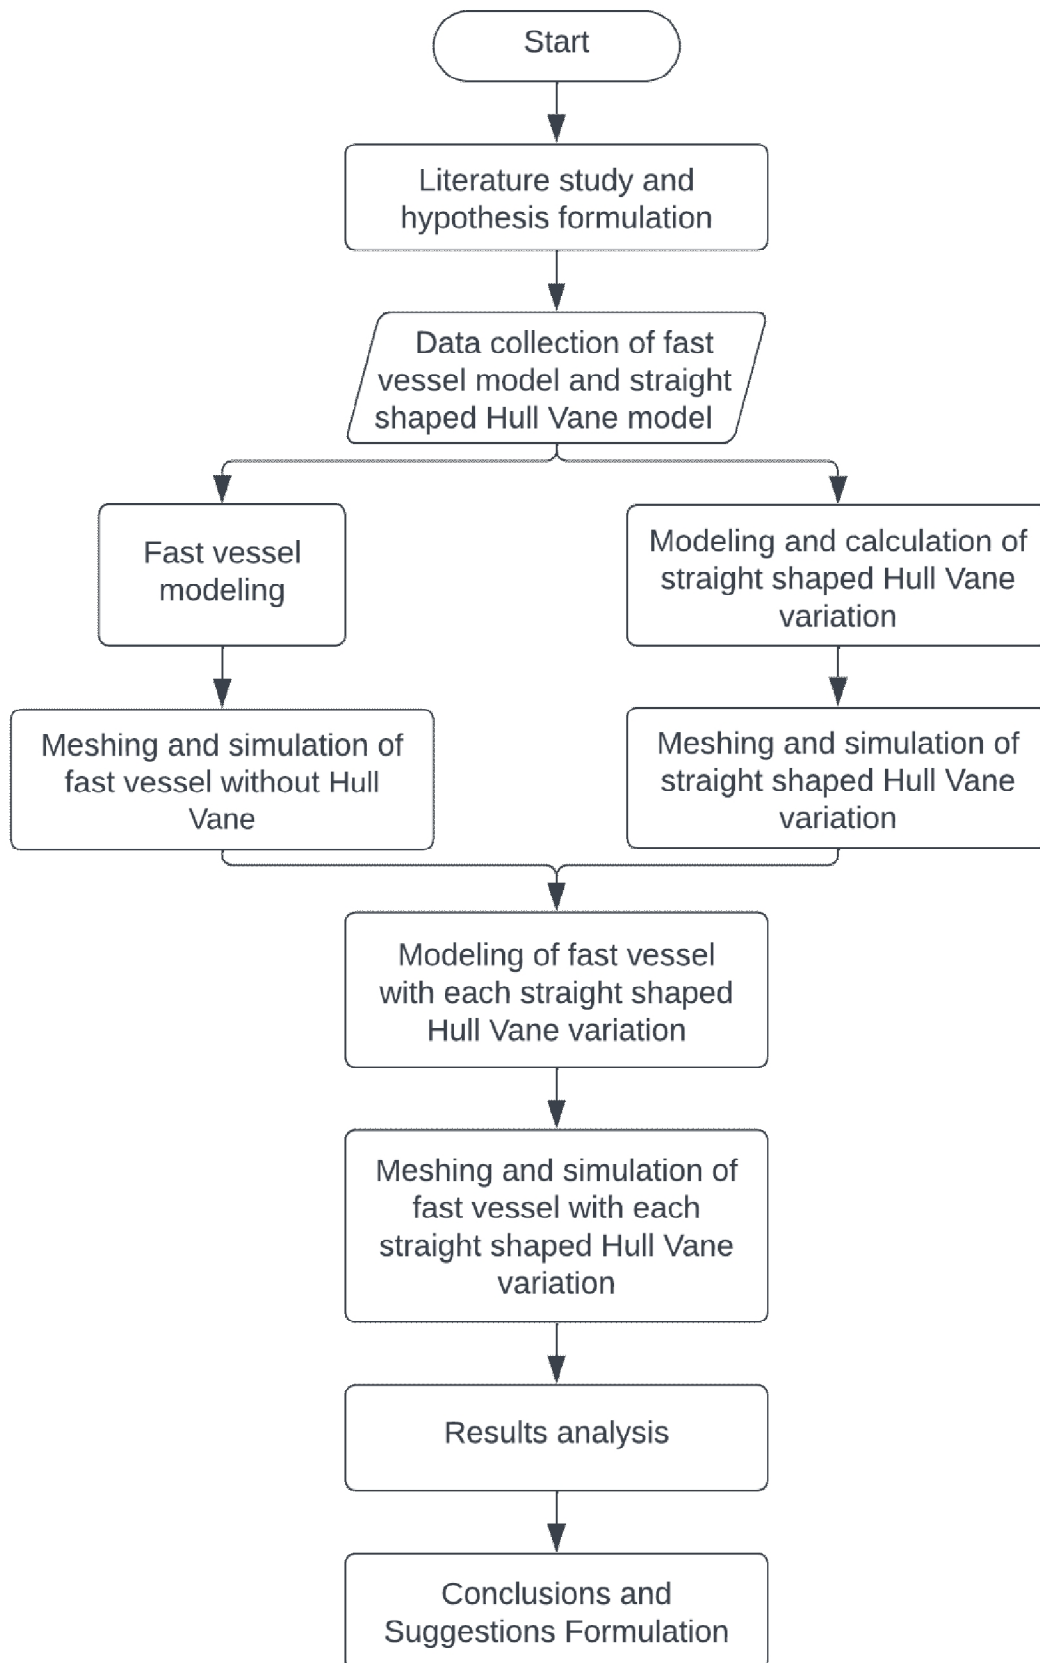 Start
Literature study and
hypothesis formulation
Data collection of fast
vessel model and straight
shaped Hull Vane model
Fast vessel
modeling
Modeling and calculation of
straight shaped Hull Vane
variation
Meshing and simulation of
fast vessel without Hull
Vane
Meshing and simulation of
straight shaped Hull Vane
variation
Modeling of fast vessel
with each straight shaped
Hull Vane variation
Meshing and simulation of
fast vessel with each
straight shaped Hull Vane
variation
Results analysis
Conclusions and
Suggestions Formulation